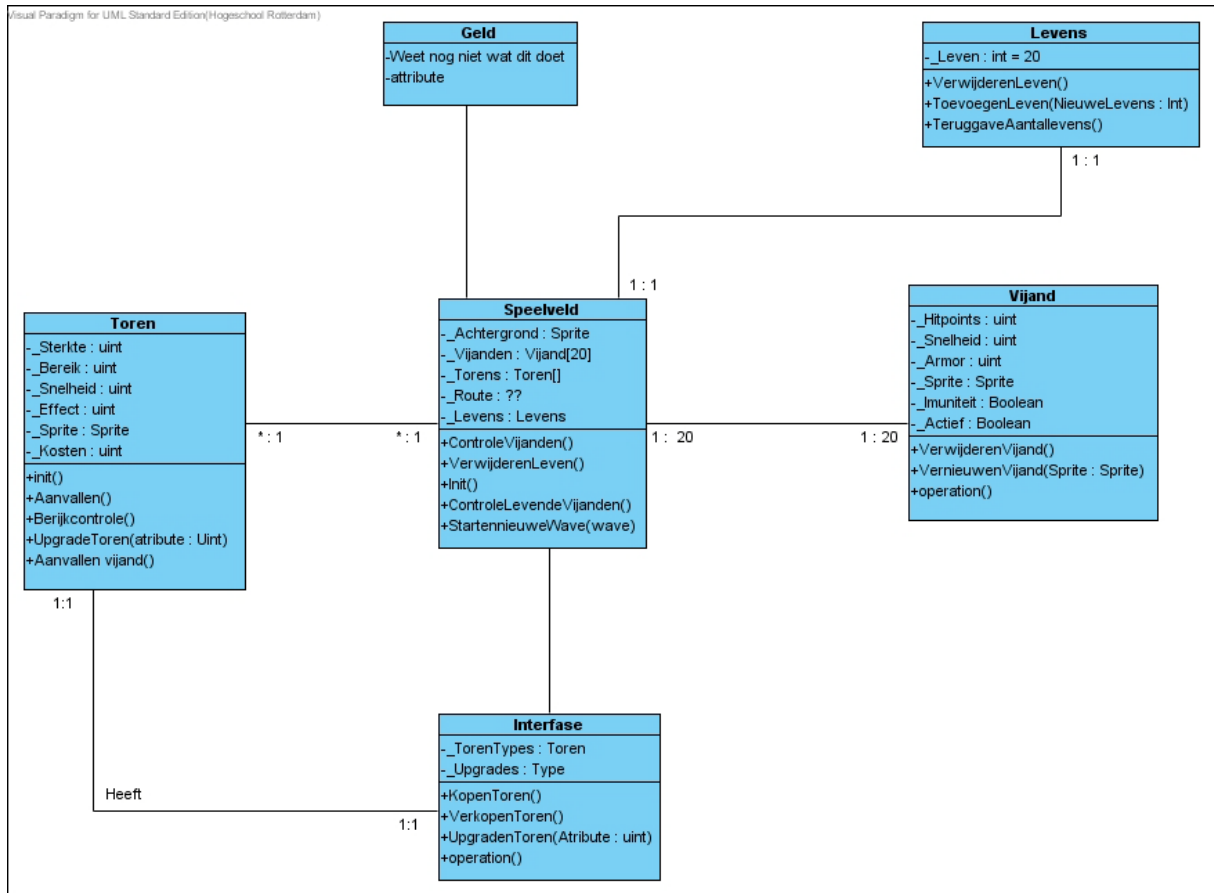 Visual Paradigm for UML Standard Edition(Hogeschool Rotterdam)
Geld
-Weet nog niet wat dit doet
-attribute
Levens
-_Leven : int = 20
+VerwijderenLeven()
+ToevoegenLeven(NieuweLevens : Int)
+TeruggaveAantallevens()
1 : 1
1 : 1
Toren
-_Sterkte : uint
-_Bereik : uint
-_Snelheid : uint
-_Effect : uint
-_Sprite : Sprite
-_Kosten : uint
+init()
+Aanvallen()
+Berijkcontrole()
+UpgradeToren(atribute : Uint)
+Aanvallen vijand()
* : 1
* : 1
Speelveld
-_Achtergrond : Sprite
-_Vijanden : Vijand[20]
-_Torens : Toren[]
-_Route : ??
-_Levens : Levens
+ControleVijanden()
+VerwijderenLeven()
+Init()
+ControleLevendeVijanden()
+StartennieuweWave(wave)
1 : 20
1 : 20
Vijand
-_Hitpoints : uint
-_Snelheid : uint
-_Armor : uint
-_Sprite : Sprite
-_Imuniteit : Boolean
-_Actief : Boolean
+VerwijderenVijand()
+VernieuwenVijand(Sprite : Sprite)
+operation()
1:1
Heeft
1:1
Interfase
-_TorenTypes : Toren
-_Upgrades : Type
+KopenToren()
+VerkopenToren()
+UpgradenToren(Atribute : uint)
+operation()